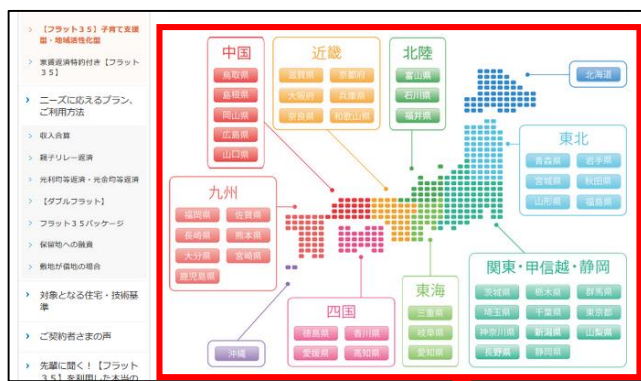 【フラット35】子育て支援
型・地域活性化型
家賃返済特約付き【フラット
35】
ニーズに応えるプラン、
ご利用方法
収入合算
親子リレー返済
元利均等返済・元金均等返済
【ダブルフラット】
フラット35パッケージ
保留地への融資
敷地が借地の場合
対象となる住宅・技術基
準
ご契約者さまの声
先輩に聞く！【フラット
35】を利用した本当の
中国
鳥取県
島根県
岡山県
広島県
山口県
近畿
滋賀県 京都府
大阪府 兵庫県
奈良県 和歌山県
北陸
富山県
石川県
福井県
北海道
東北
青森県 岩手県
宮城県 秋田県
山形県 福島県
九州
福岡県 佐賀県
長崎県 熊本県
大分県 宮崎県
鹿児島県
沖縄
四国
徳島県 香川県
愛媛県 高知県
東海
三重県
岐阜県
愛知県
関東・甲信越・静岡
茨城県 栃木県 群馬県
埼玉県 千葉県 東京都
神奈川県 新潟県 山梨県
長野県 静岡県